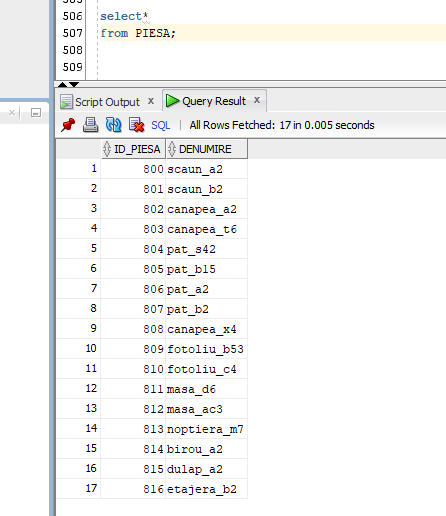 505
506 select*
507 from PIESA;
508
509
Script Output x Query Result x
SQL | All Rows Fetched: 17 in 0.005 seconds
ID_PIESA DENUMIRE
1 800 scaun_a2
2 801 scaun_b2
3 802 canapea_a2
4 803 canapea_t6
5 804 pat_s42
6 805 pat_b15
7 806 pat_a2
8 807 pat_b2
9 808 canapea_x4
10 809 fotoliu_b53
11 810 fotoliu_c4
12 811 masa_d6
13 812 masa_ac3
14 813 noptiera_m7
15 814 birou_a2
16 815 dulap_a2
17 816 etajera_b2